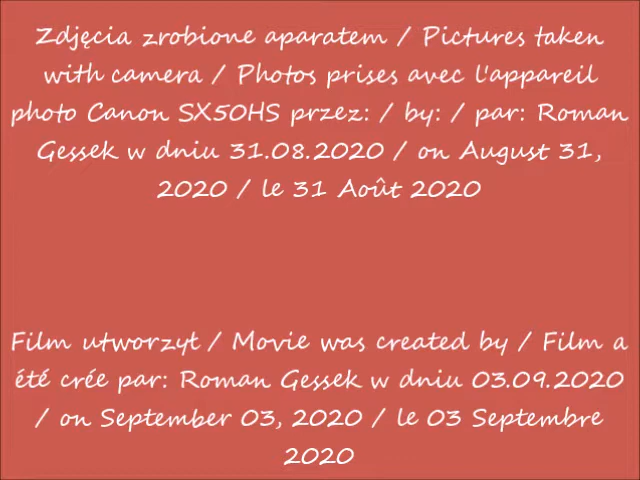 Zdjęcia zrobione aparatem / Pictures taken
with camera / Photos prises avec l'appareil
photo Canon SX50HS przez: / by: / par: Roman
Gessek w dniu 31.08.2020 / on August 31,
2020 / le 31 Août 2020
Film utworzył / Movie was created by / Film a
été crée par: Roman Gessek w dniu 03.09.2020
/ on September 03, 2020 / le 03 Septembre
2020